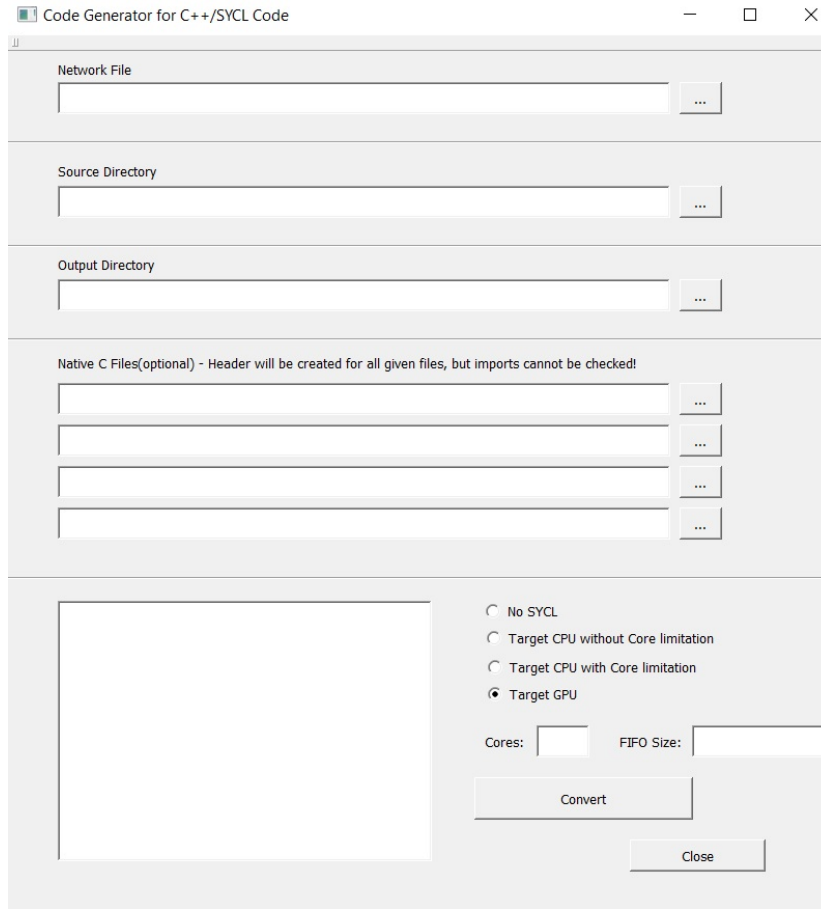 Code Generator for C++/SYCL Code
Network File
...
Source Directory
...
Output Directory
...
Native C Files(optional) - Header will be created for all given files, but imports cannot be checked!
...
...
...
...
No SYCL
Target CPU without Core limitation
Target CPU with Core limitation
Target GPU
Cores: FIFO Size:
Convert
Close